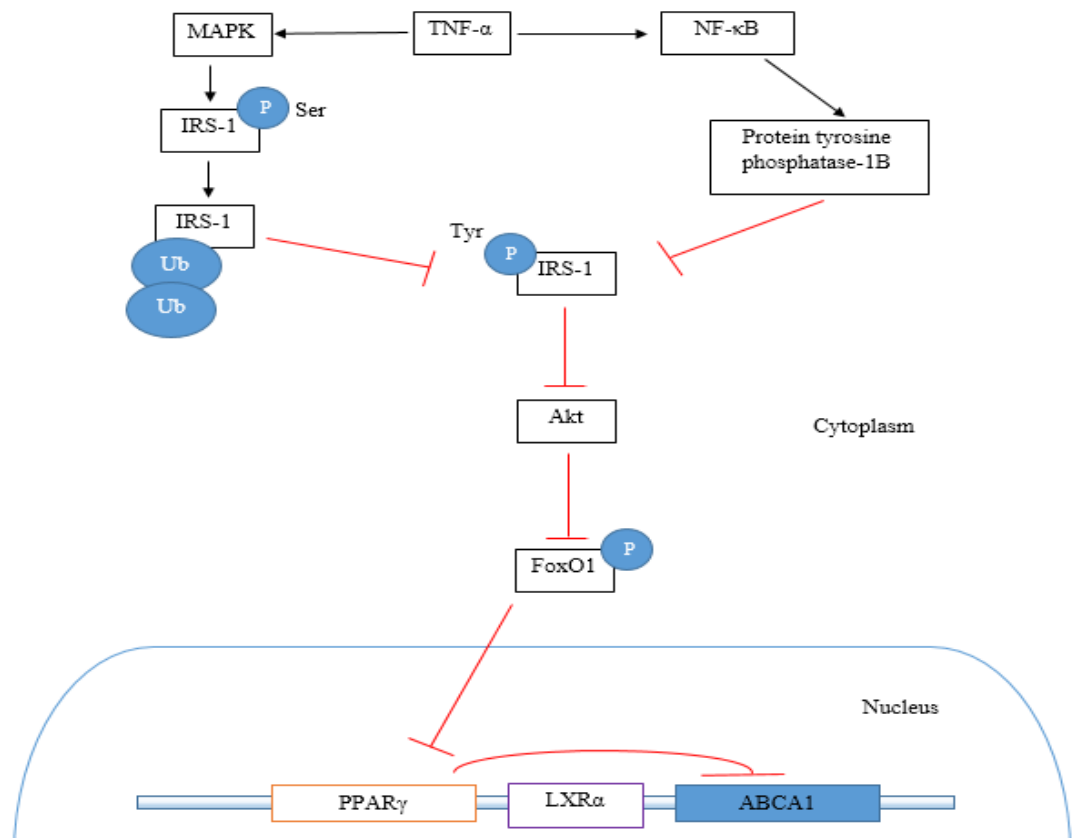 MAPK
TNF-α
NF-κB
P
Ser
IRS-1
Protein tyrosine
phosphatase-1B
IRS-1
Ub
Ub
Tyr
P
IRS-1
Akt
Cytoplasm
P
FoxO1
Nucleus
PPARγ
LXRα
ABCA1